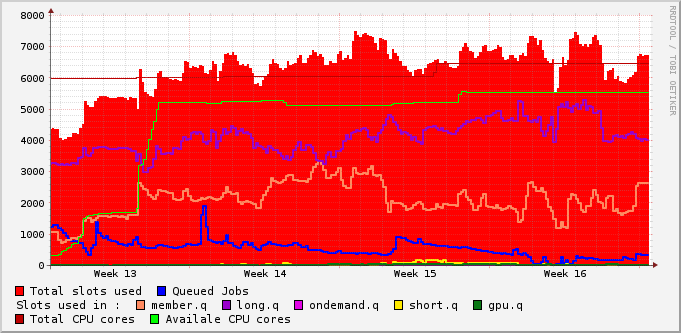 RRDTOOL / TOBI OETIKER
8000
7000
6000
5000
4000
3000
2000
1000
0
Week 13 Week 14 Week 15 Week 16
Total slots used Queued Jobs
Slots used in : member.q long.q ondemand.q short.q gpu.q
Total CPU cores Availale CPU cores